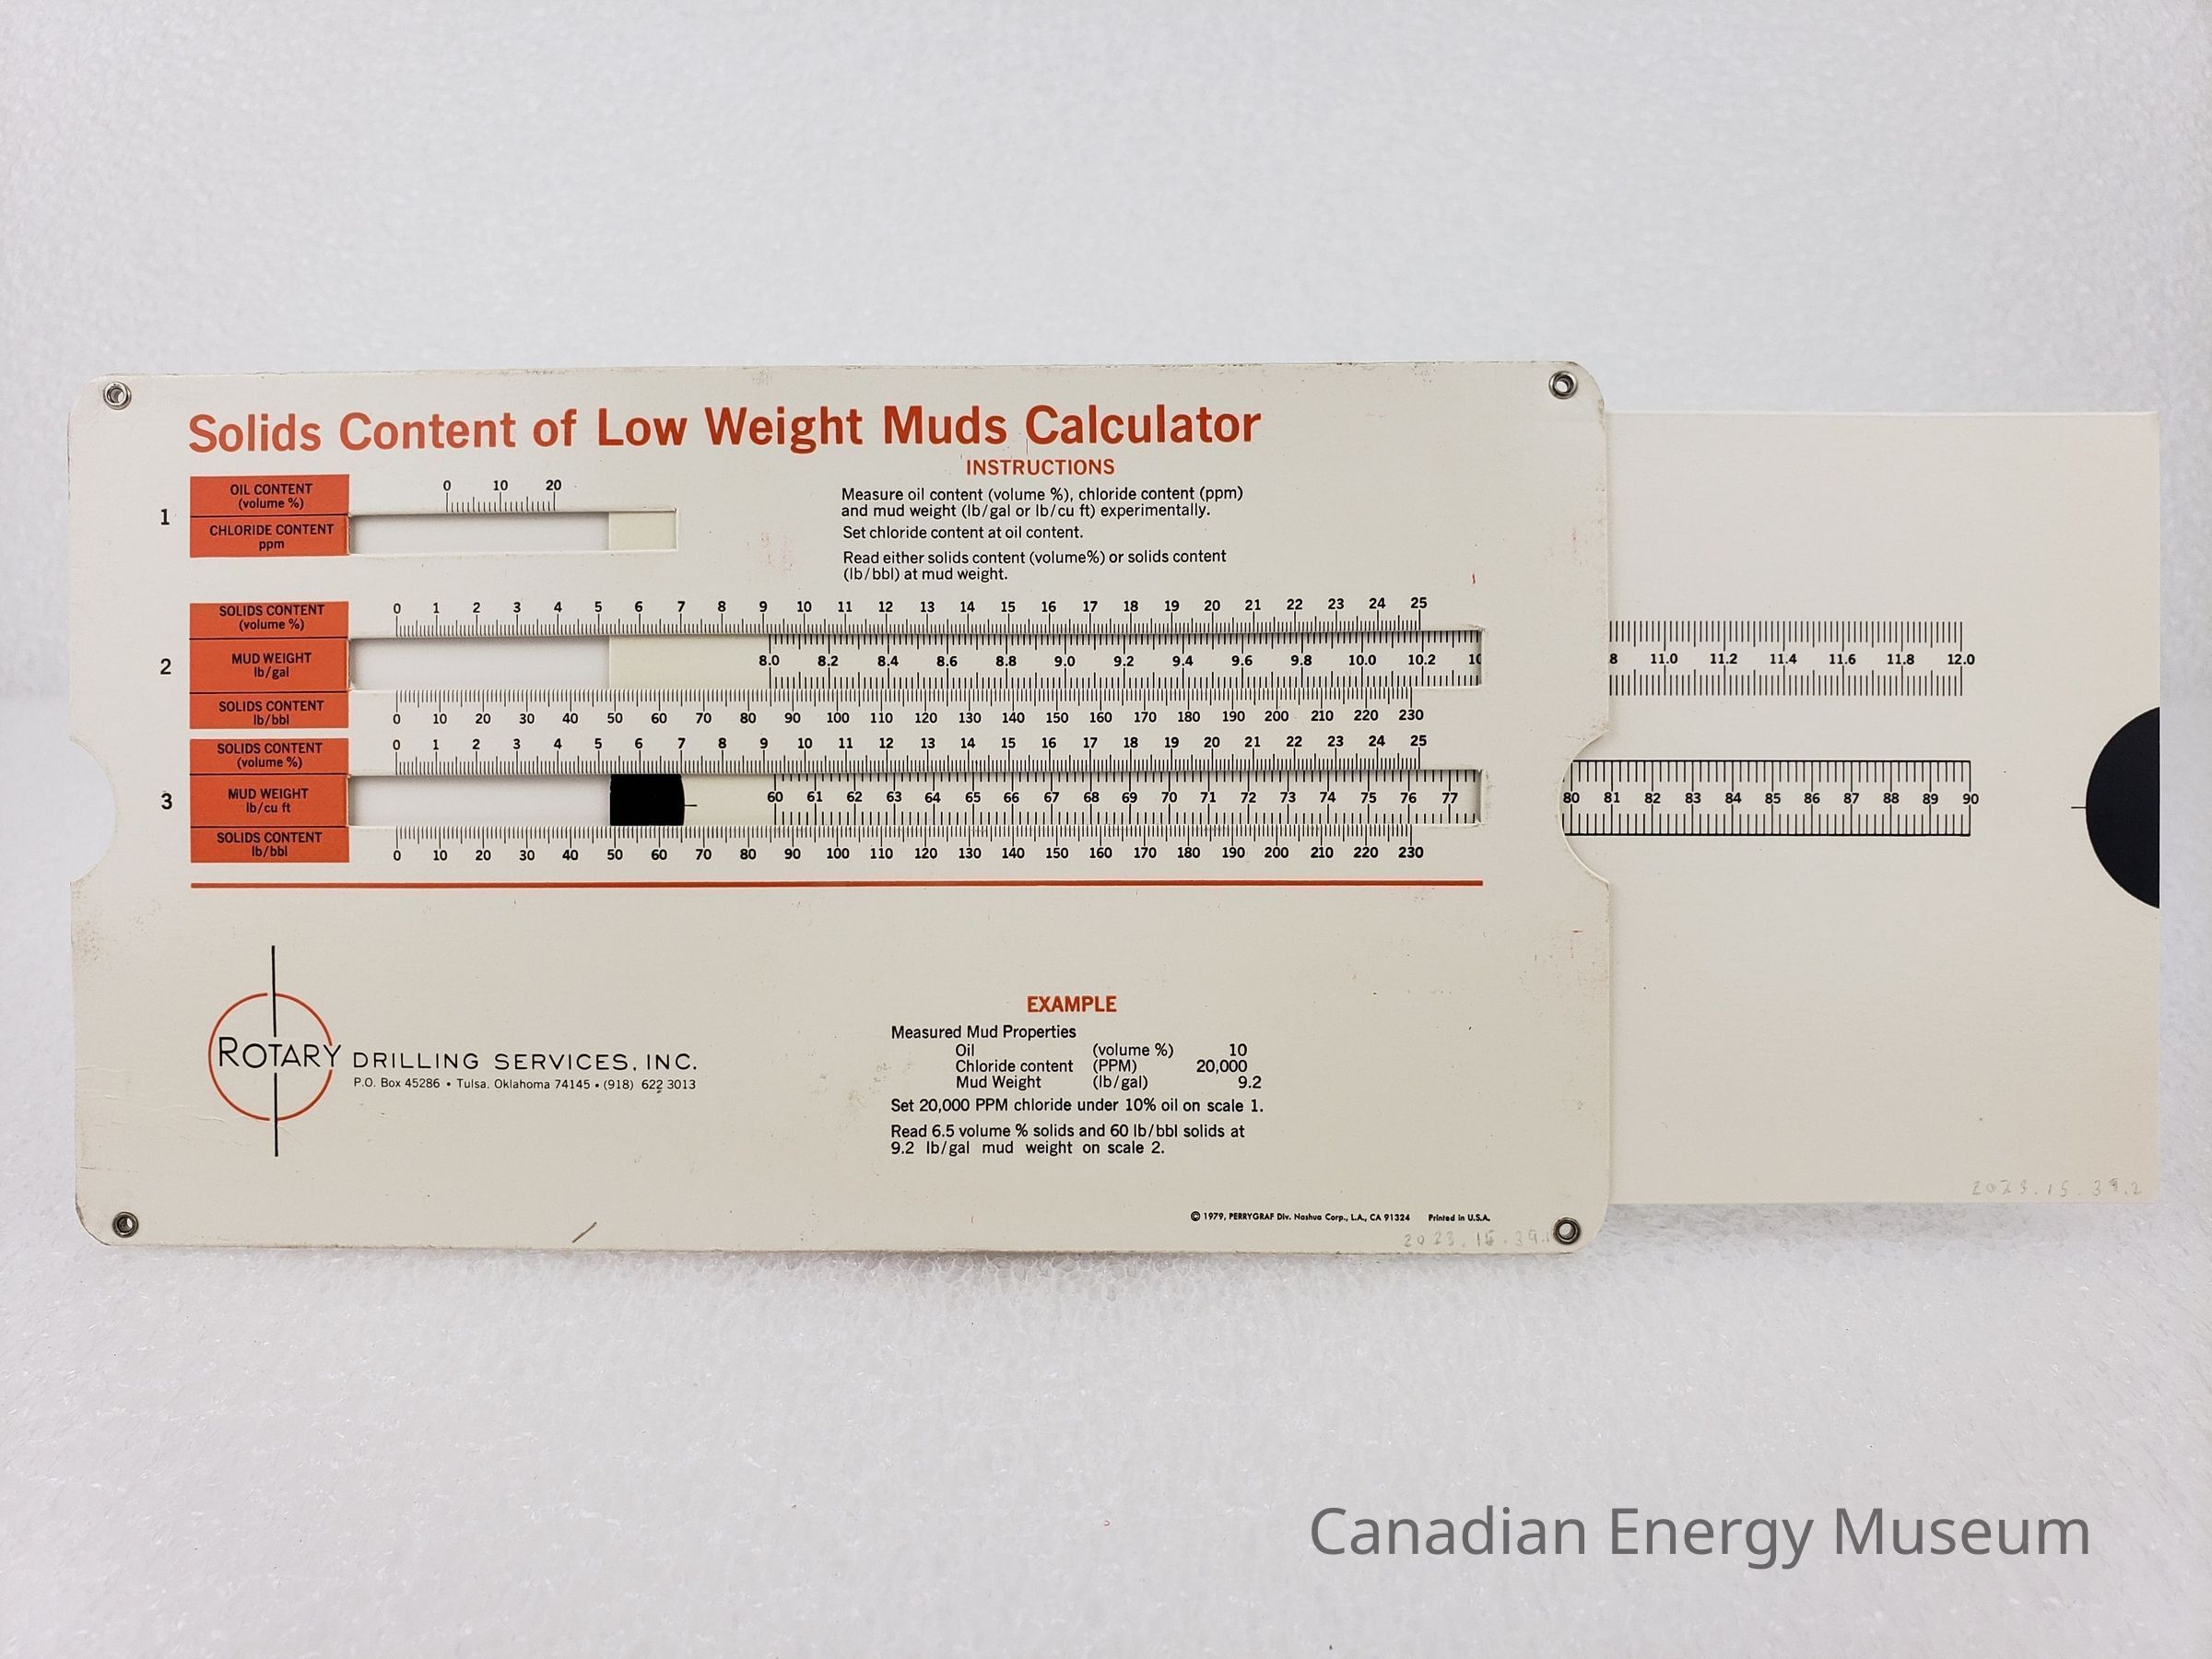 Solids Content of Low Weight Muds Calculator
INSTRUCTIONS
Measure oil content (volume %), chloride content (ppm)
and mud weight (lb/gal or lb/cu ft) experimentally.
Set chloride content at oil content.
Read either solids content (volume%) or solids content
(lb/bbl) at mud weight.
1
OIL CONTENT
(volume %)
0 10 20
CHLORIDE CONTENT
ppm
2
SOLIDS CONTENT
(volume %)
0 1 2 3 4 5 6 7 8 9 10 11 12 13 14 15 16 17 18 19 20 21 22 23 24 25
MUD WEIGHT
lb/gal
8.0 8.2 8.4 8.6 8.8 9.0 9.2 9.4 9.6 9.8 10.0 10.2 10 8 11.0 11.2 11.4 11.6 11.8 12.0
SOLIDS CONTENT
lb/bbl
0 10 20 30 40 50 60 70 80 90 100 110 120 130 140 150 160 170 180 190 200 210 220 230
3
SOLIDS CONTENT
(volume %)
0 1 2 3 4 5 6 7 8 9 10 11 12 13 14 15 16 17 18 19 20 21 22 23 24 25
MUD WEIGHT
lb/cu ft
60 61 62 63 64 65 66 67 68 69 70 71 72 73 74 75 76 77 80 81 82 83 84 85 86 87 88 89 90
SOLIDS CONTENT
lb/bbl
0 10 20 30 40 50 60 70 80 90 100 110 120 130 140 150 160 170 180 190 200 210 220 230
ROTARY DRILLING SERVICES, INC.
P.O. Box 45286 • Tulsa, Oklahoma 74145 • (918) 622 3013
EXAMPLE
Measured Mud Properties
Oil (volume %) 10
Chloride content (PPM) 20,000
Mud Weight (lb/gal) 9.2
Set 20,000 PPM chloride under 10% oil on scale 1.
Read 6.5 volume % solids and 60 lb/bbl solids at
9.2 lb/gal mud weight on scale 2.
© 1979, PERRYGRAF Div. Nashua Corp., L.A., CA 91324 Printed in U.S.A.
2023.15.39.2
Canadian Energy Museum